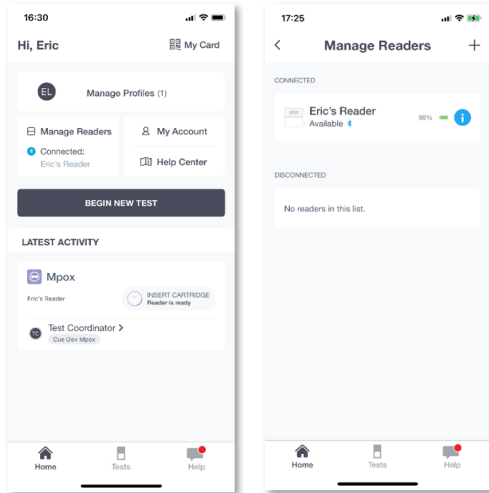 16:30
Hi, Eric
My Card
EL
Manage Profiles (1)
Manage Readers
Connected:
Eric's Reader
My Account
Help Center
BEGIN NEW TEST
LATEST ACTIVITY
Mpox
Eric's Reader
INSERT CARTRIDGE
Reader is ready
TC
Test Coordinator
Cue Dev Mpox
Home
Tests
Help
17:25
Manage Readers
CONNECTED
Eric's Reader
Available
98%
DISCONNECTED
No readers in this list.
Home
Tests
Help